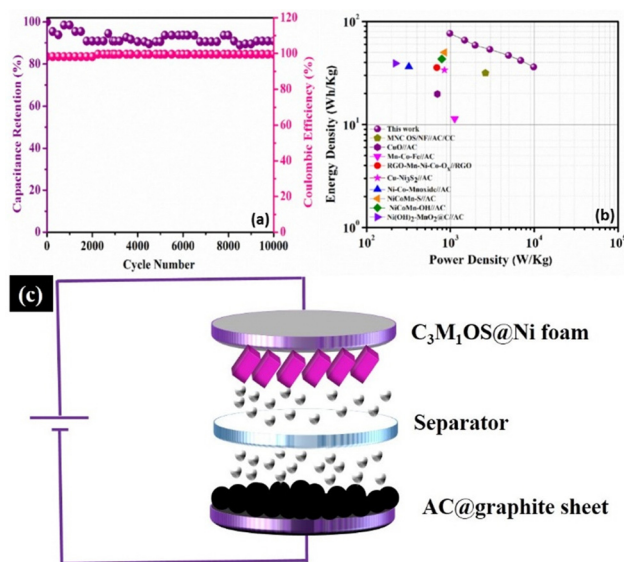 Capacitance Retention (%)
100
80
60
40
20
0
0 2000 4000 6000 8000 10000
Cycle Number
120
100
80
60
40
20
0
Coulombic Efficiency (%)
(a)
Energy Density (Wh/Kg)
10²
10¹
10⁰
This work
MNC OS/NF//AC/CC
CuO//AC
Mn-Co-Fe//AC
RGO-Mn-Ni-Co-Oₓ//RGO
Cu-Ni₃S₂//AC
Ni-Co-Mnoxide//AC
NiCoMn-S//AC
NiCoMn-OH//AC
Ni(OH)₂-MnO₂@C//AC
(b)
10² 10³ 10⁴ 10⁵
Power Density (W/Kg)
(c)
C₃M₁OS@Ni foam
Separator
AC@graphite sheet